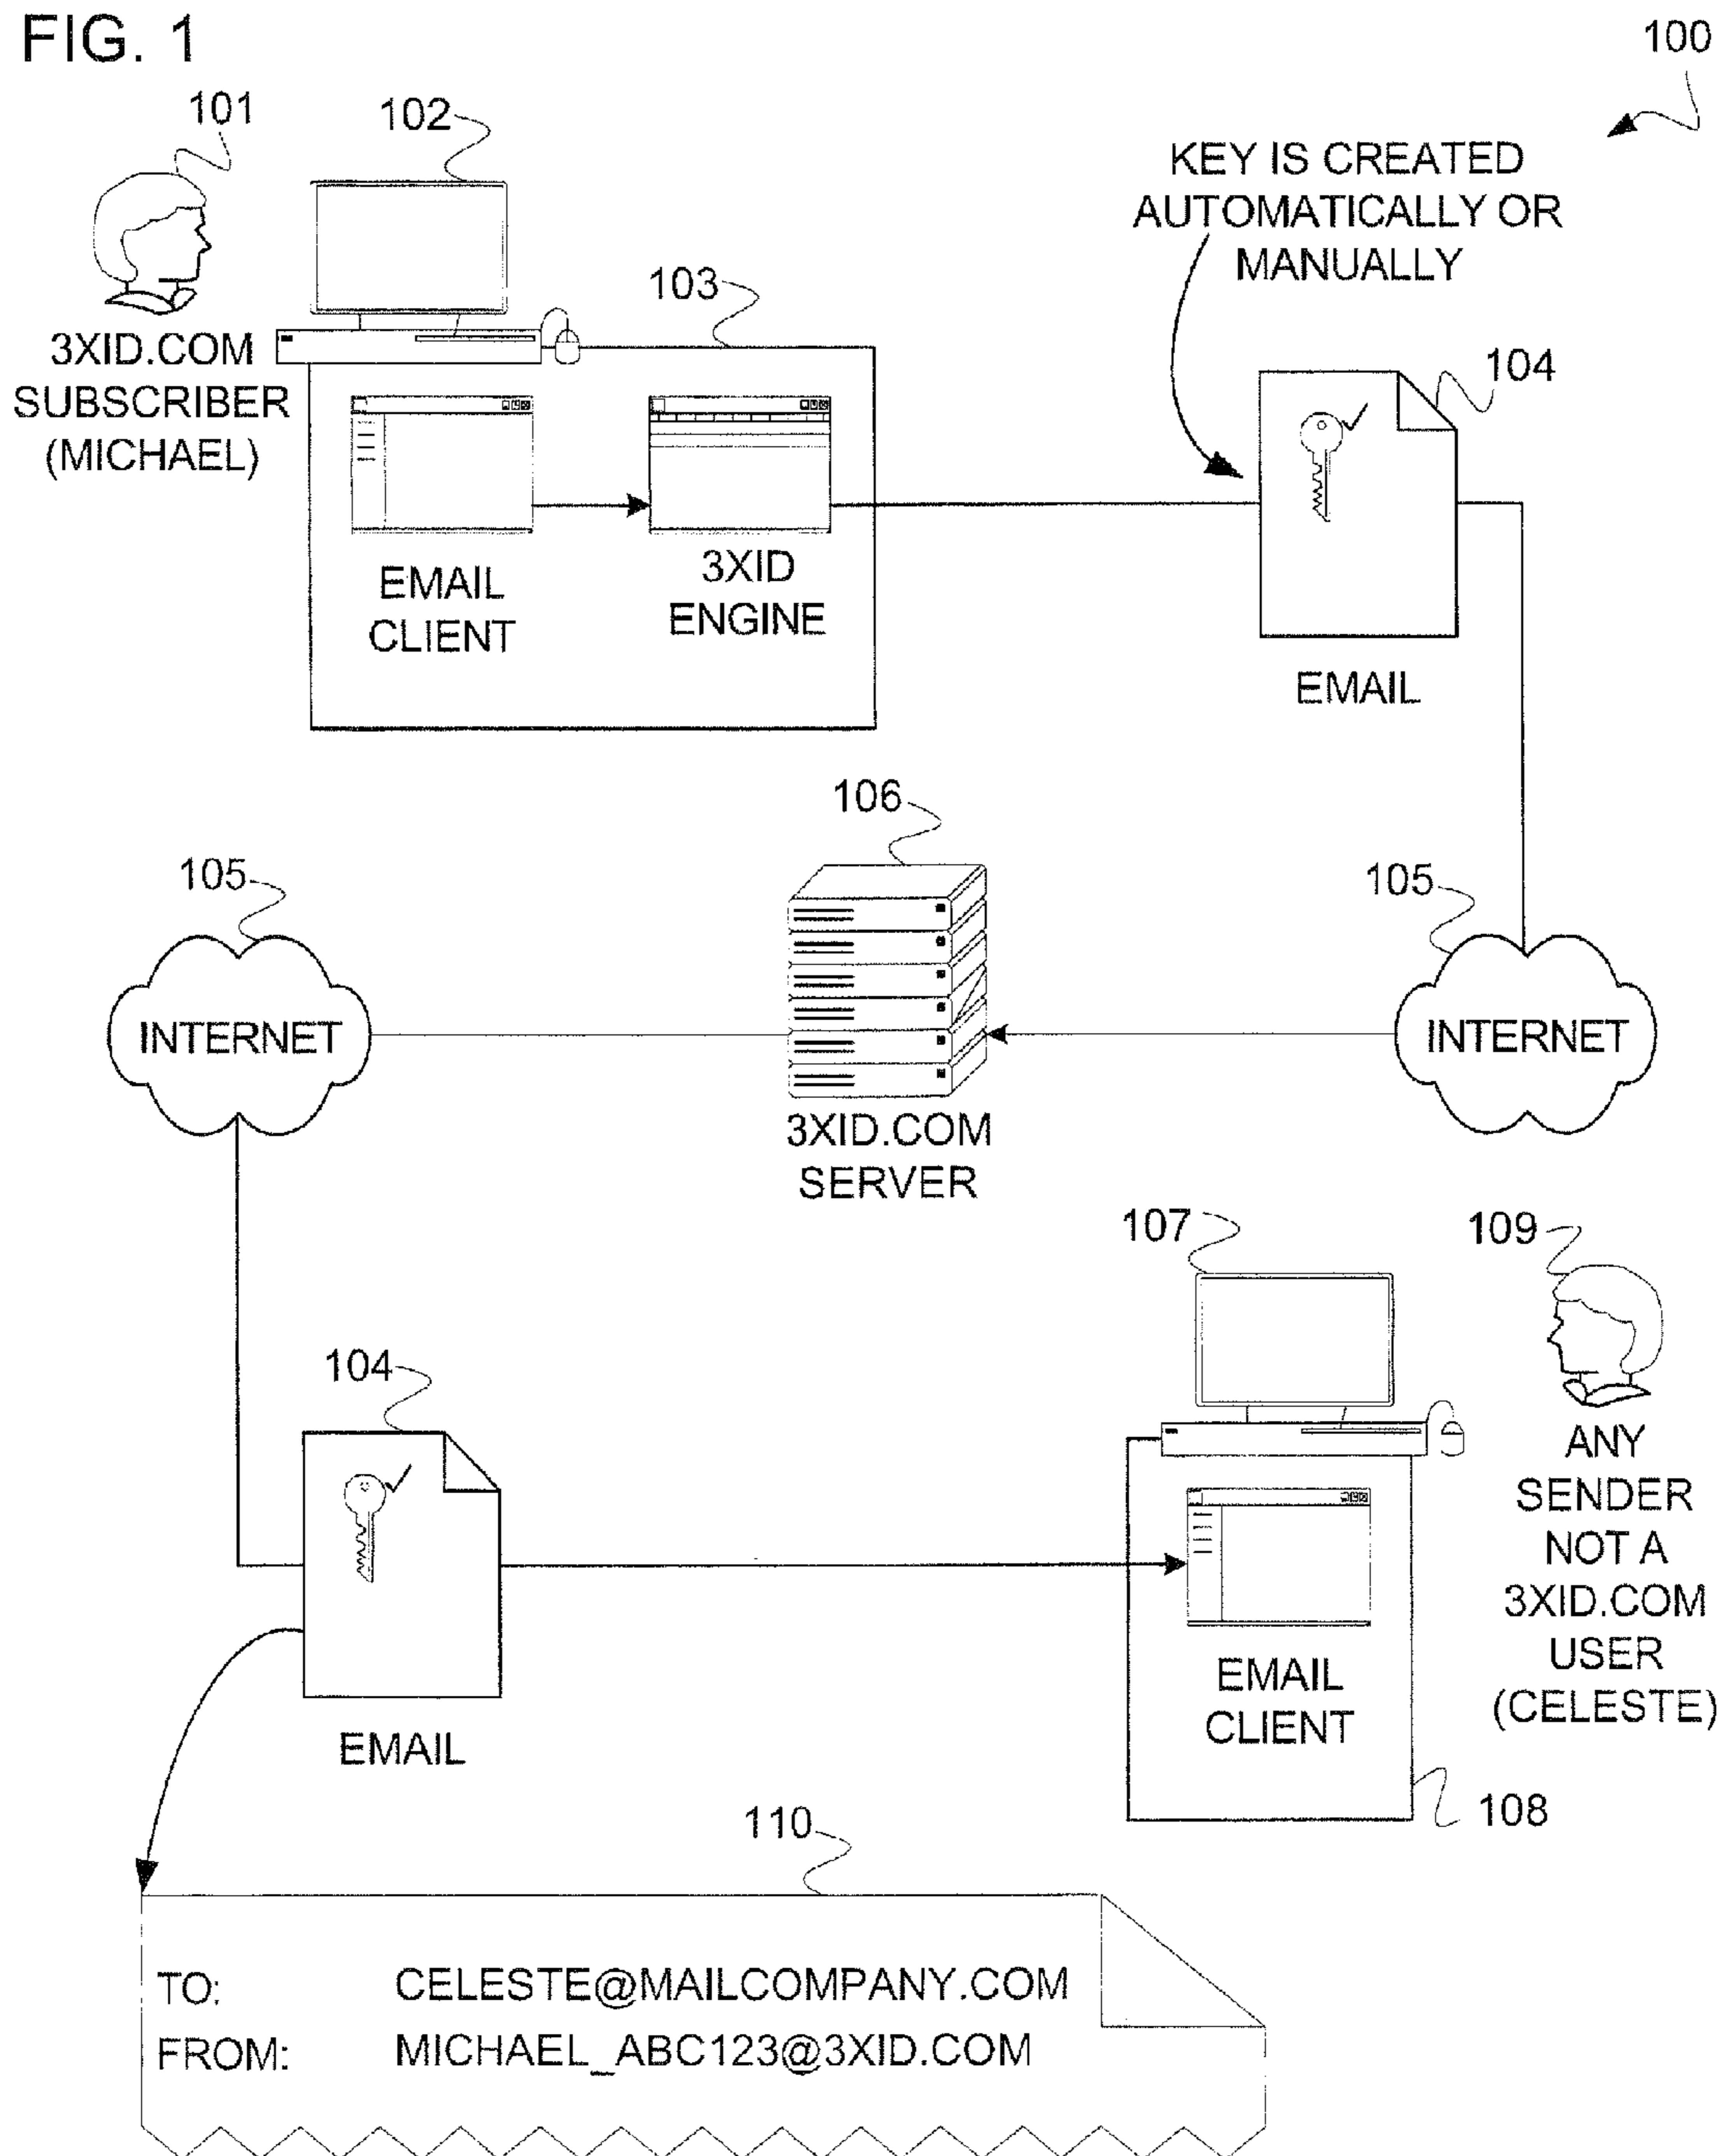 FIG. 1
100
101
102
KEY IS CREATED
AUTOMATICALLY OR
MANUALLY
103
3XID.COM
SUBSCRIBER
(MICHAEL)
104
EMAIL
CLIENT
3XID
ENGINE
EMAIL
106
105
105
INTERNET
INTERNET
3XID.COM
SERVER
107
109
104
ANY
SENDER
NOT A
3XID.COM
USER
(CELESTE)
EMAIL
CLIENT
EMAIL
108
110
TO: CELESTE@MAILCOMPANY.COM
FROM: MICHAEL_ABC123@3XID.COM